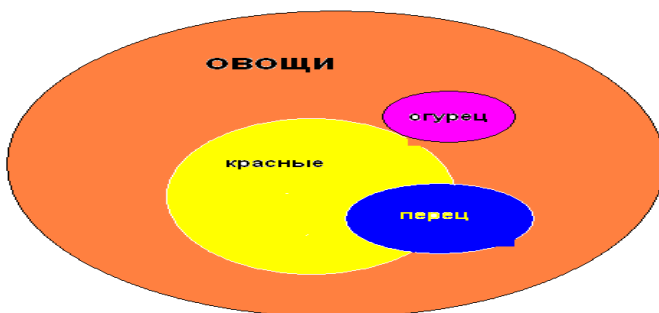 овощи
огурец
красные
перец